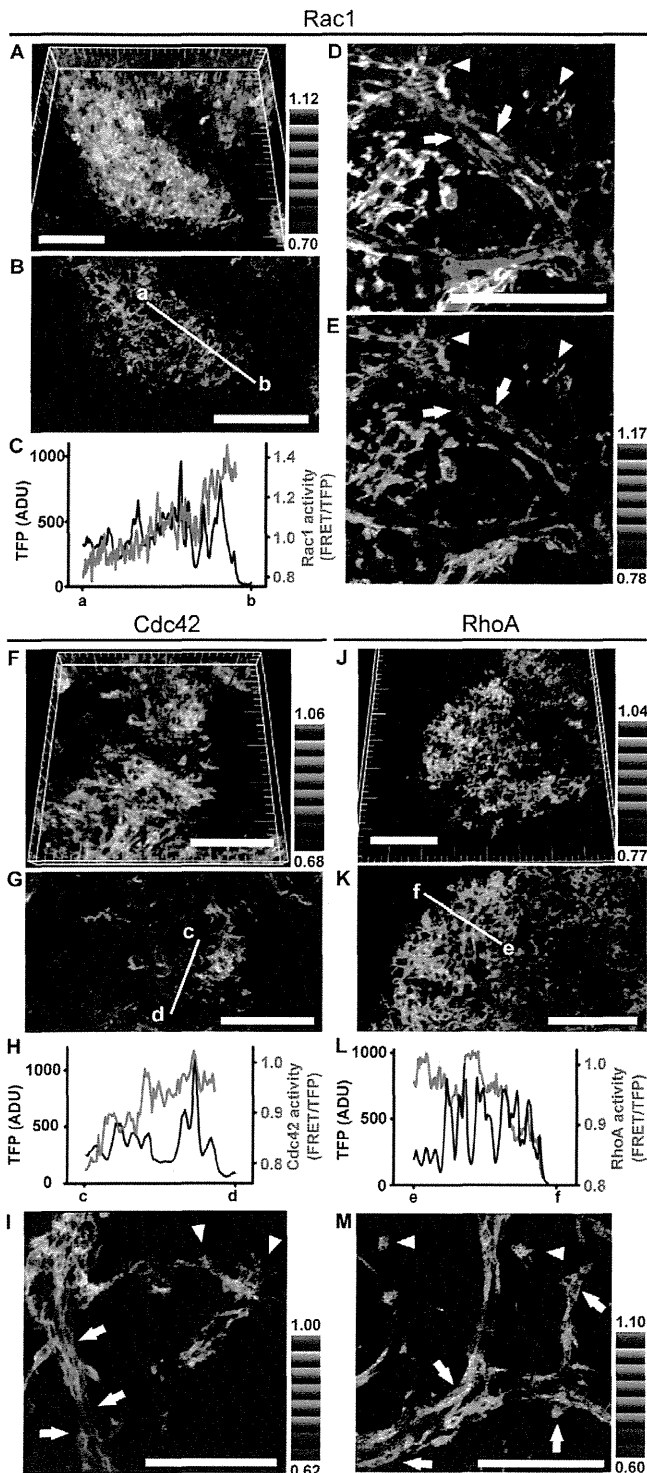 Rac1
A
1.12
0.70
B
a
b
C
1000
500
0
TFP (ADU)
1.4
1.2
1.0
0.8
Rac1 activity
(FRET/TFP)
a
b
D
E
1.17
0.78
Cdc42
RhoA
F
1.06
0.68
G
c
d
H
1000
500
0
TFP (ADU)
1.0
0.9
0.8
Cdc42 activity
(FRET/TFP)
c
d
I
1.00
0.62
J
1.04
0.77
K
f
e
L
1000
750
500
250
0
TFP (ADU)
1.0
0.9
0.8
RhoA activity
(FRET/TFP)
e
f
M
1.10
0.60